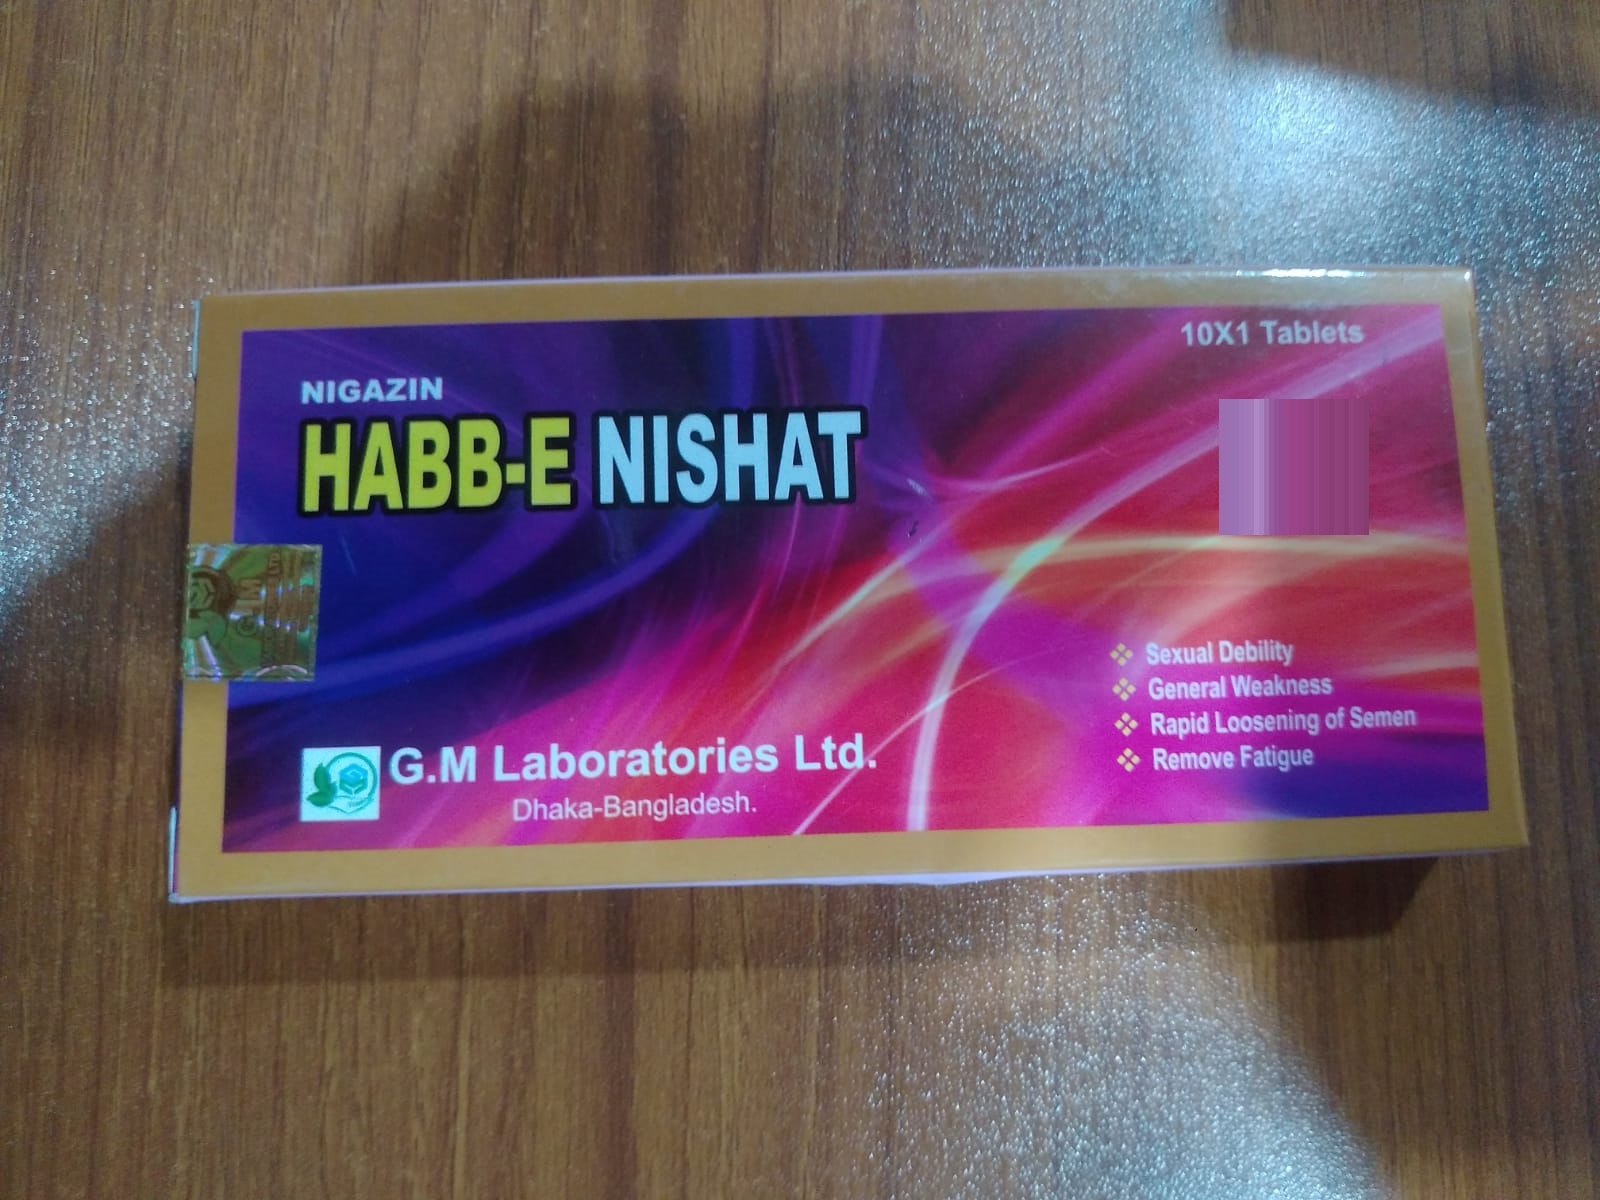 10X1 Tablets
NIGAZIN
HABB-E NISHAT
Sexual Debility
General Weakness
Rapid Loosening of Semen
Remove Fatigue
G.M Laboratories Ltd.
Dhaka-Bangladesh.
G.M
LTD